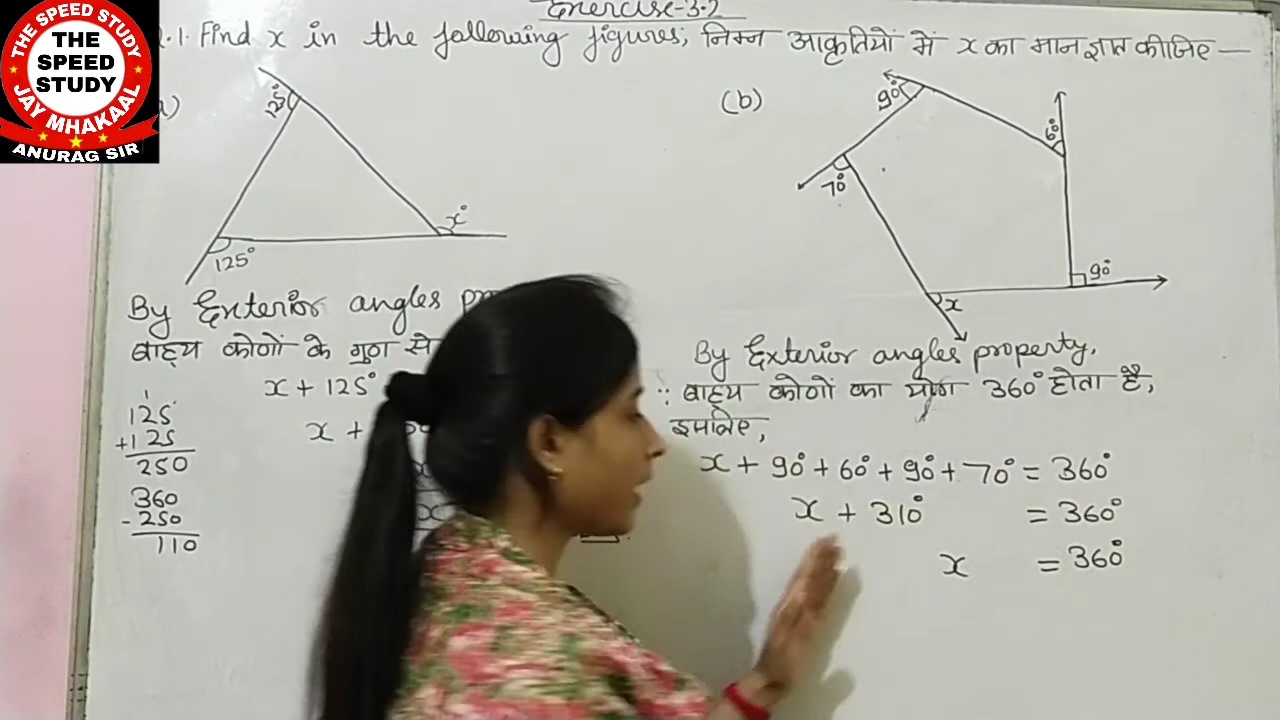 THE SPEED STUDY
THE
SPEED
STUDY
JAY MHAKAAL
ANURAG SIR
Exercise-3.2
.1. Find x in the following figures, निम्न आकृतियों में x का मान ज्ञात कीजिए —
125°
x°
125°
(b)
90°
60°
70°
90°
x
By Exterior angles
बाह्य कोणों के गुण से
x + 125°
x +
125
+125
250
360
-250
110
By Exterior angles property,
∵ बाह्य कोणों का योग 360° होता है,
इसलिए,
x + 90° + 60° + 90° + 70° = 360°
x + 310° = 360°
x = 360°